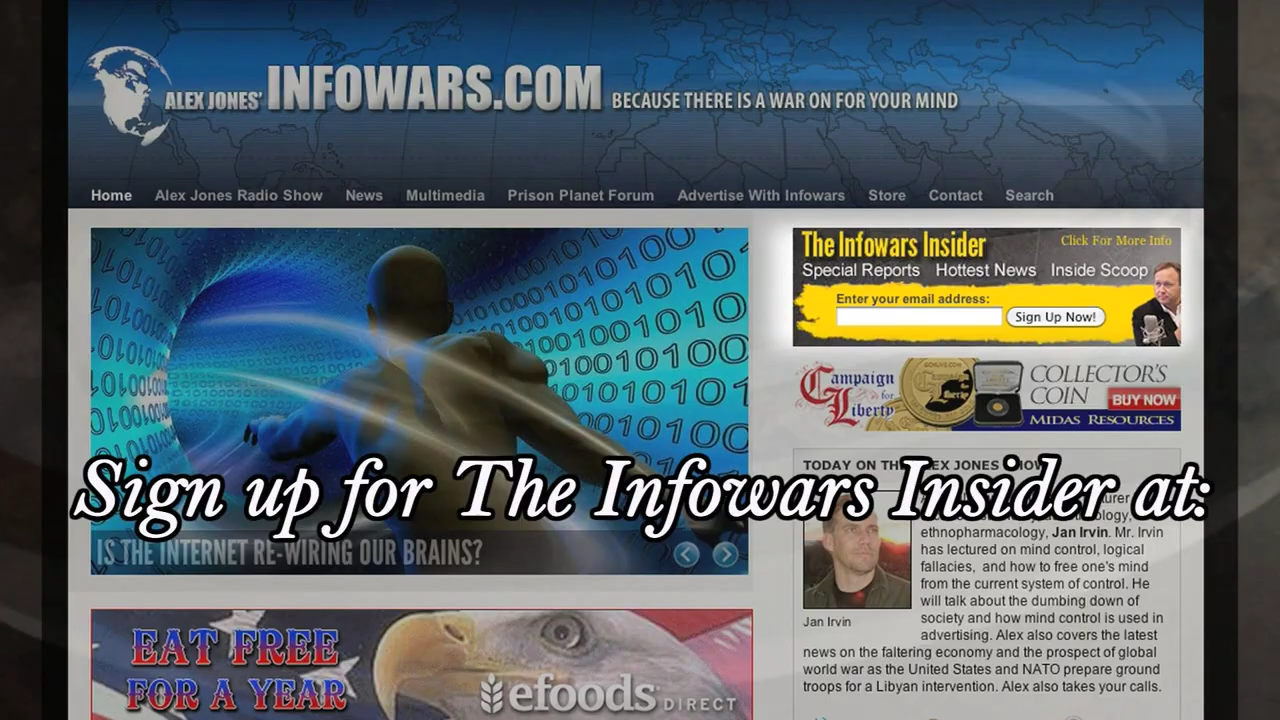 ALEX JONES' INFOWARS.COM BECAUSE THERE IS A WAR ON FOR YOUR MIND
Home Alex Jones Radio Show News Multimedia Prison Planet Forum Advertise With Infowars Store Contact Search
The Infowars Insider Click For More Info
Special Reports Hottest News Inside Scoop
Enter your email address:
Sign Up Now!
Campaign for Liberty
COLLECTOR'S COIN
BUY NOW
MIDAS RESOURCES
Sign up for The Infowars Insider at:
IS THE INTERNET RE-WIRING OUR BRAINS?
EAT FREE
FOR A YEAR
efoods DIRECT
TODAY ON THE ALEX JONES SHOW
ethnopharmacology, Jan Irvin. Mr. Irvin
has lectured on mind control, logical
fallacies, and how to free one's mind
from the current system of control. He
will talk about the dumbing down of
society and how mind control is used in
advertising. Alex also covers the latest
news on the faltering economy and the prospect of global
world war as the United States and NATO prepare ground
troops for a Libyan intervention. Alex also takes your calls.
Jan Irvin